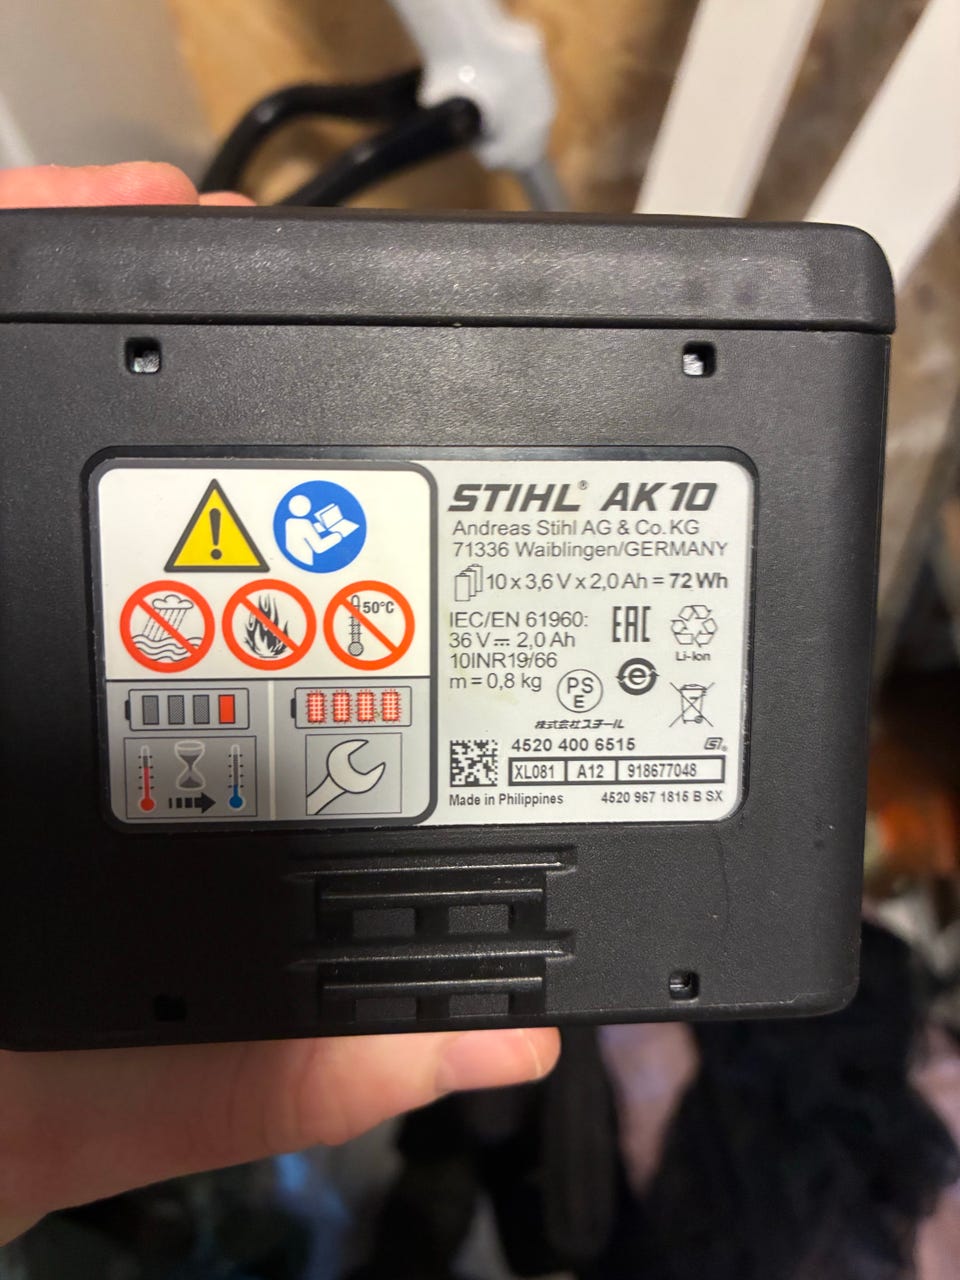 50°C
STIHL® AK 10
Andreas Stihl AG & Co. KG
71336 Waiblingen/GERMANY
10 x 3,6 V x 2,0 Ah = 72 Wh
IEC/EN 61960:
36 V ⎓ 2,0 Ah
10INR19/66
m = 0,8 kg
EAC
Li-Ion
PS
E
株式会社スチール
4520 400 6515
XL081 A12 918677048
Made in Philippines
4520 967 1815 B SX